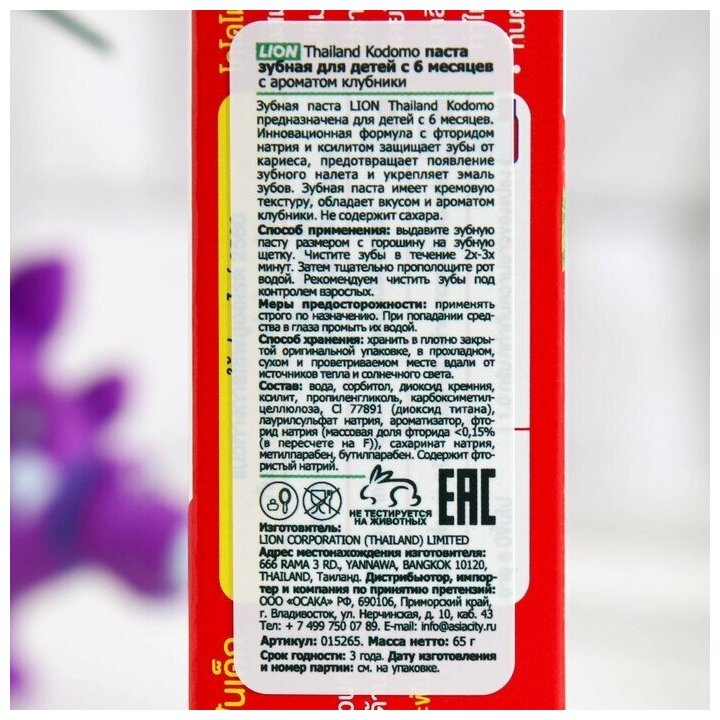 LION Thailand Kodomo паста
зубная для детей с 6 месяцев
с ароматом клубники
Зубная паста LION Thailand Kodomo
предназначена для детей с 6 месяцев.
Инновационная формула с фторидом
натрия и ксилитом защищает зубы от
кариеса, предотвращает появление
зубного налета и укрепляет эмаль
зубов. Зубная паста имеет кремовую
текстуру, обладает вкусом и ароматом
клубники. Не содержит сахара.
Способ применения: выдавите зубную
пасту размером с горошину на зубную
щетку. Чистите зубы в течение 2х-3х
минут. Затем тщательно прополощите рот
водой. Рекомендуем чистить зубы под
контролем взрослых.
Меры предосторожности: применять
строго по назначению. При попадании сред-
ства в глаза промыть их водой.
Способ хранения: хранить в плотно закры-
той оригинальной упаковке, в прохладном,
сухом и проветриваемом месте вдали от
источников тепла и солнечного света.
Состав: вода, сорбитол, диоксид кремния,
ксилит, пропиленгликоль, карбоксиметил-
целлюлоза, CI 77891 (диоксид титана),
лаурилсульфат натрия, ароматизатор, фто-
рид натрия (массовая доля фторида <0,15%
(в пересчете на F)), сахаринат натрия,
метилпарабен, бутилпарабен. Содержит фто-
ристый натрий.
НЕ ТЕСТИРУЕТСЯ
НА ЖИВОТНЫХ
EAC
Изготовитель:
LION CORPORATION (THAILAND) LIMITED
Адрес местонахождения изготовителя:
666 RAMA 3 RD., YANNAWA, BANGKOK 10120,
THAILAND, Таиланд. Дистрибьютор, импор-
тер и компания по принятию претензий:
ООО «ОСАКА» РФ, 690106, Приморский край,
г. Владивосток, ул. Нерчинская, д. 10, каб. 43
Тел: + 7 499 750 07 89. E-mail: info@asiacity.ru
Артикул: 015265. Масса нетто: 65 г
Срок годности: 3 года. Дату изготовления
и номер партии: см. на упаковке.